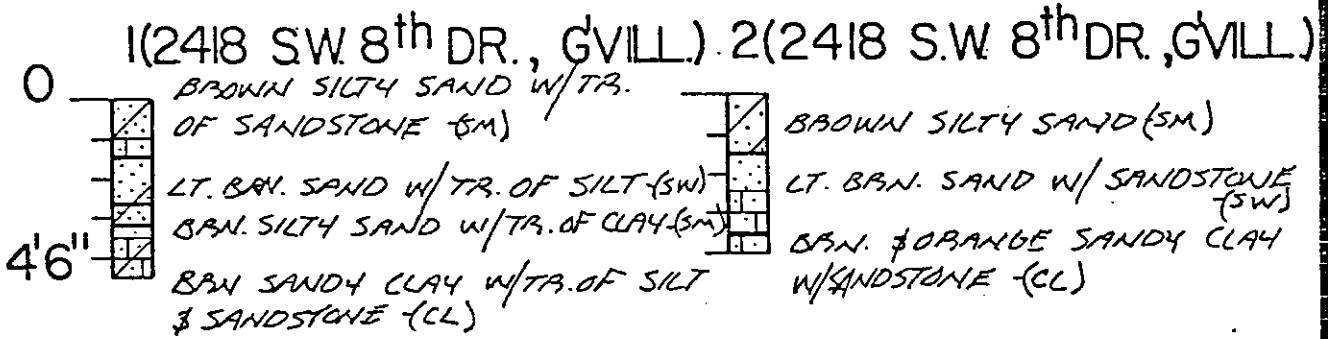 1(2418 S.W. 8th DR., G'VILL.) 2(2418 S.W. 8th DR., G'VILL.)
0
BROWN SILTY SAND W/TR.
OF SANDSTONE (SM)
LT. BRN. SAND W/ TR. OF SILT (SW)
BRN. SILTY SAND W/TR. OF CLAY (SM)
4'6"
BRN SANDY CLAY W/TR. OF SILT
& SANDSTONE (CL)
BROWN SILTY SAND (SM)
LT. BRN. SAND W/ SANDSTONE
(SW)
BRN. & ORANGE SANDY CLAY
W/SANDSTONE (CL)